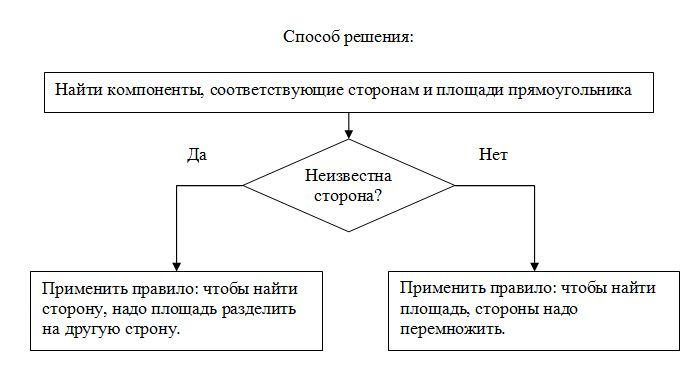 Способ решения:
Найти компоненты, соответствующие сторонам и площади прямоугольника
Да
Нет
Неизвестна
сторона?
Применить правило: чтобы найти
сторону, надо площадь разделить
на другую строну.
Применить правило: чтобы найти
площадь, стороны надо
перемножить.